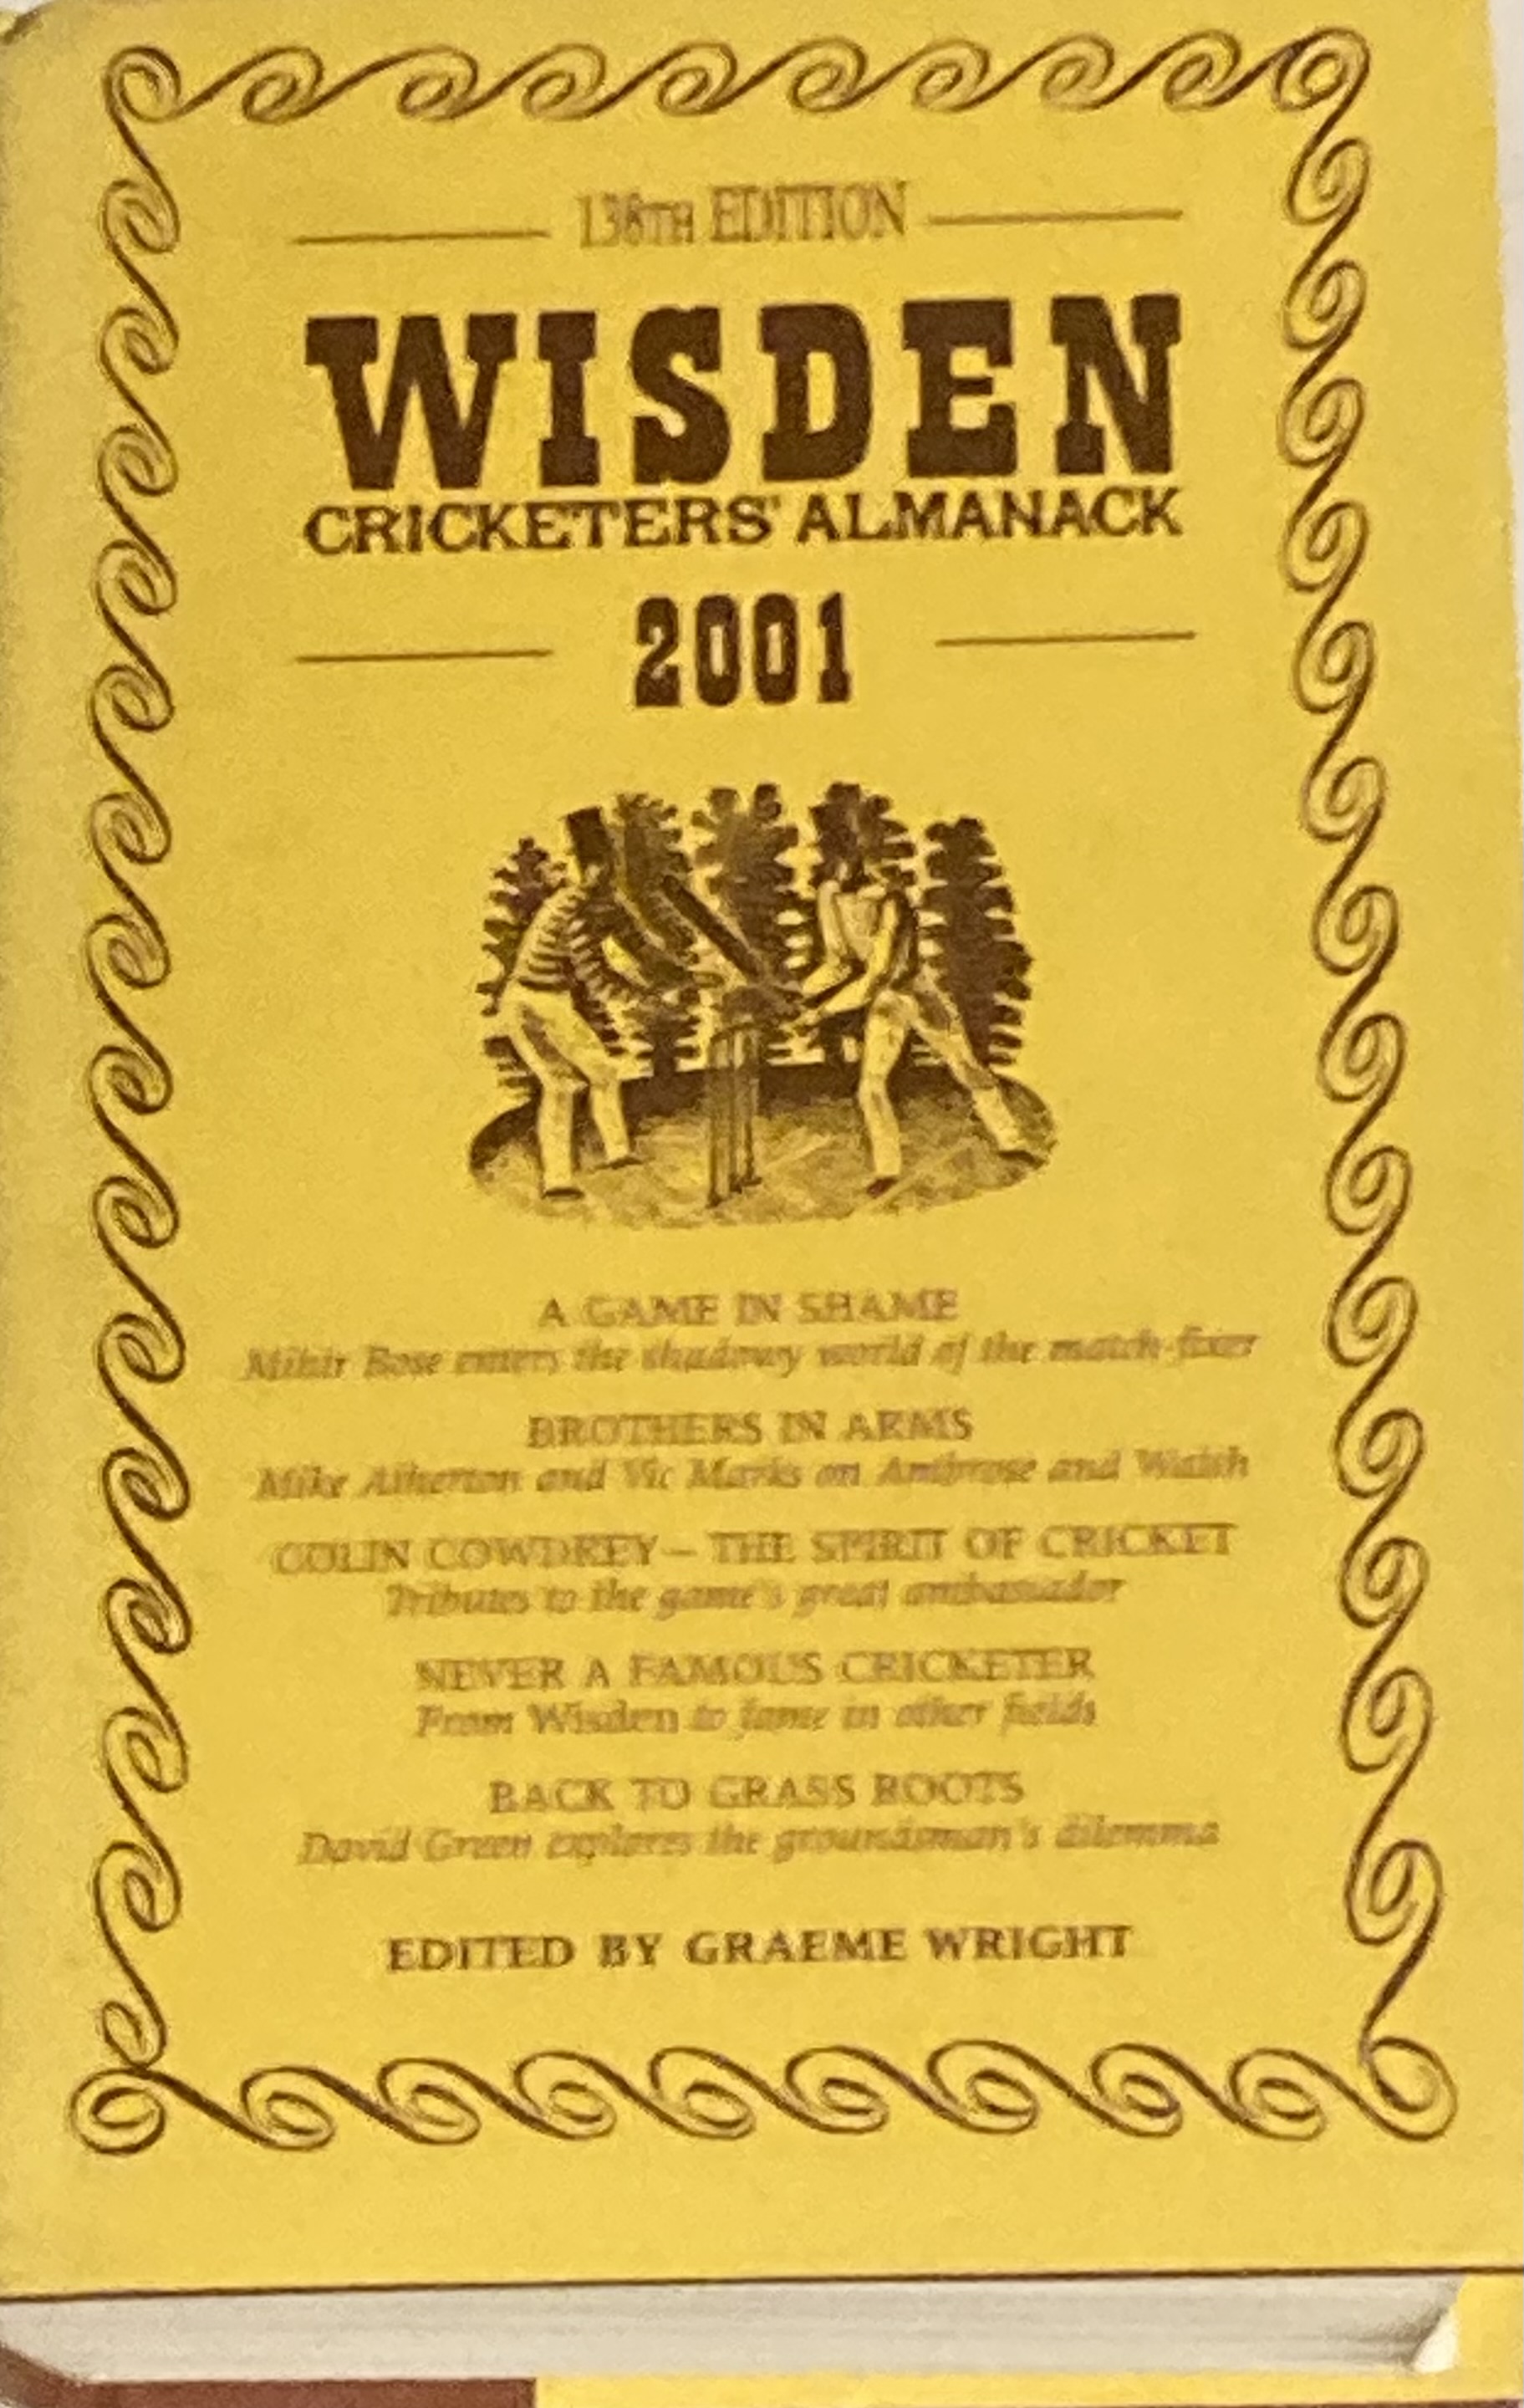 138TH EDITION
WISDEN
CRICKETERS' ALMANACK
2001
A GAME IN SHAME
Mihir Bose enters the shadowy world of the match-fixer
BROTHERS IN ARMS
Mike Atherton and Vic Marks on Ambrose and Walsh
COLIN COWDREY – THE SPIRIT OF CRICKET
Tributes to the game's great ambassador
NEVER A FAMOUS CRICKETER
From Wisden to fame in other fields
BACK TO GRASS ROOTS
David Green explores the groundsman's dilemma
EDITED BY GRAEME WRIGHT